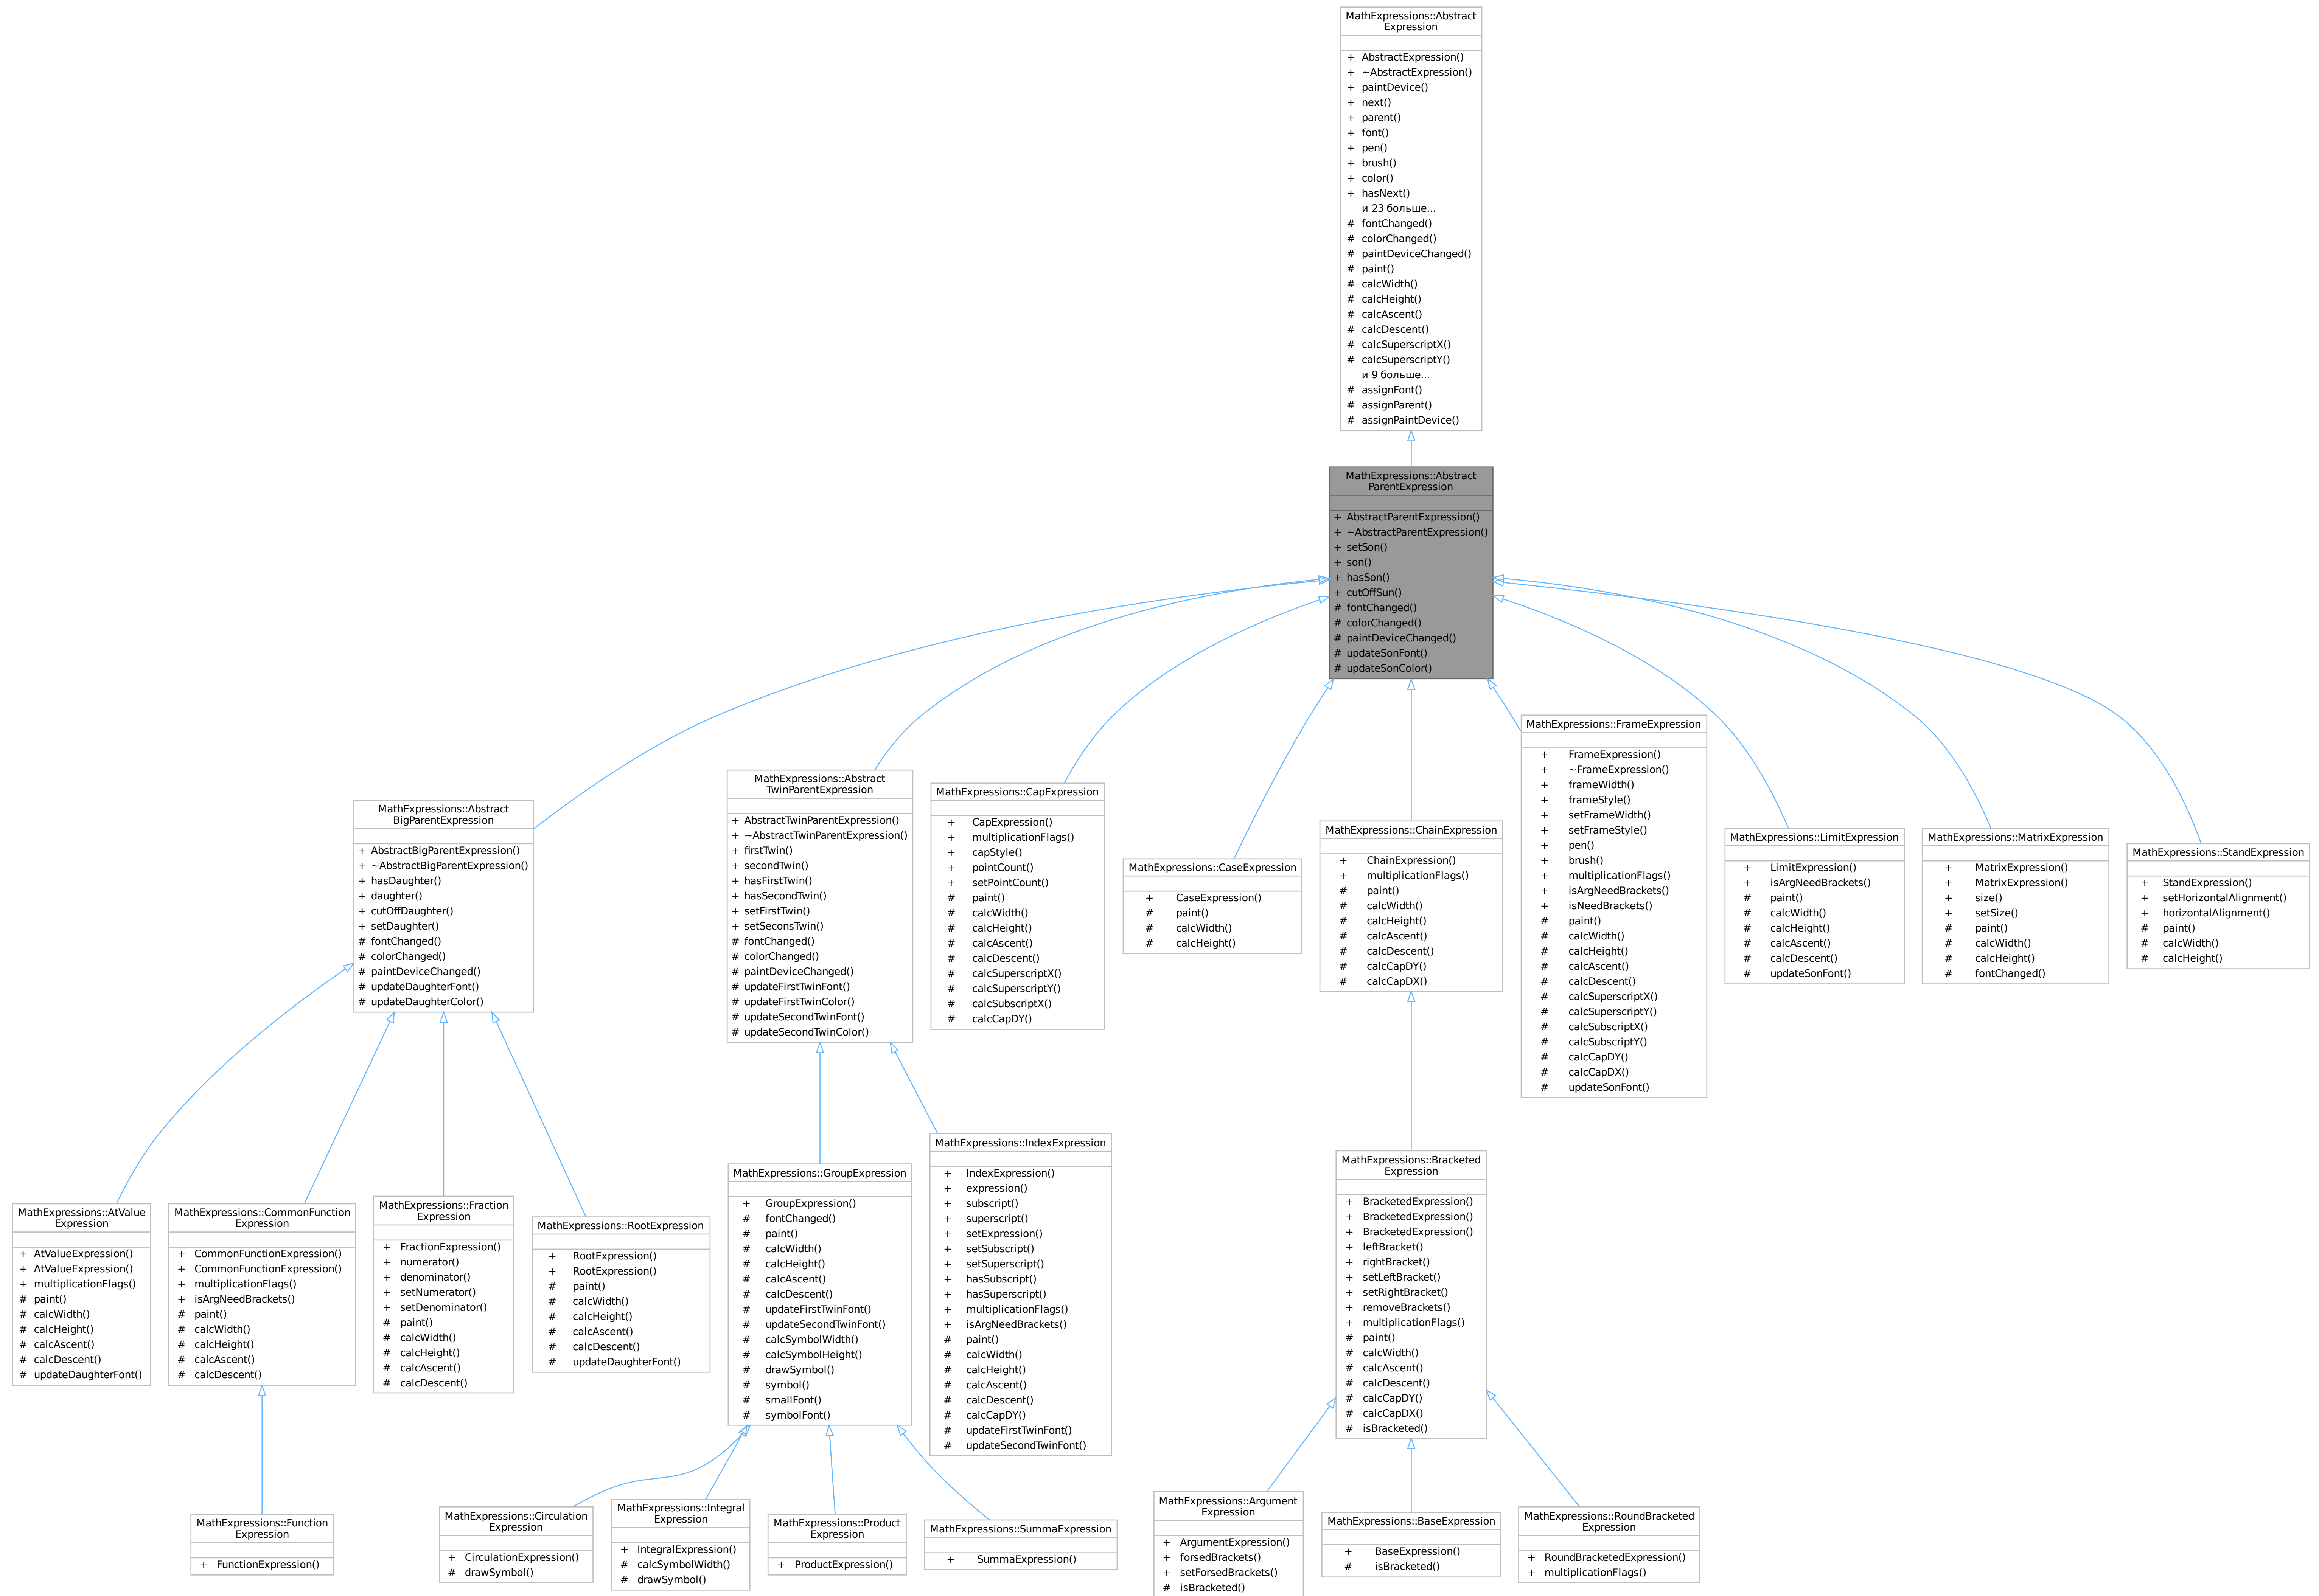 MathExpressions::Abstract
Expression
+ AbstractExpression()
+ ~AbstractExpression()
+ paintDevice()
+ next()
+ parent()
+ font()
+ pen()
+ brush()
+ color()
+ hasNext()
и 23 больше...
# fontChanged()
# colorChanged()
# paintDeviceChanged()
# paint()
# calcWidth()
# calcHeight()
# calcAscent()
# calcDescent()
# calcSuperscriptX()
# calcSuperscriptY()
и 9 больше...
# assignFont()
# assignParent()
# assignPaintDevice()
MathExpressions::Abstract
ParentExpression
+ AbstractParentExpression()
+ ~AbstractParentExpression()
+ setSon()
+ son()
+ hasSon()
+ cutOffSun()
# fontChanged()
# colorChanged()
# paintDeviceChanged()
# updateSonFont()
# updateSonColor()
MathExpressions::Abstract
BigParentExpression
+ AbstractBigParentExpression()
+ ~AbstractBigParentExpression()
+ hasDaughter()
+ daughter()
+ cutOffDaughter()
+ setDaughter()
# fontChanged()
# colorChanged()
# paintDeviceChanged()
# updateDaughterFont()
# updateDaughterColor()
MathExpressions::Abstract
TwinParentExpression
+ AbstractTwinParentExpression()
+ ~AbstractTwinParentExpression()
+ firstTwin()
+ secondTwin()
+ hasFirstTwin()
+ hasSecondTwin()
+ setFirstTwin()
+ setSeconsTwin()
# fontChanged()
# colorChanged()
# paintDeviceChanged()
# updateFirstTwinFont()
# updateFirstTwinColor()
# updateSecondTwinFont()
# updateSecondTwinColor()
MathExpressions::CapExpression
+ CapExpression()
+ multiplicationFlags()
+ capStyle()
+ pointCount()
+ setPointCount()
# paint()
# calcWidth()
# calcHeight()
# calcAscent()
# calcDescent()
# calcSuperscriptX()
# calcSuperscriptY()
# calcSubscriptX()
# calcCapDY()
MathExpressions::CaseExpression
+ CaseExpression()
# paint()
# calcWidth()
# calcHeight()
MathExpressions::ChainExpression
+ ChainExpression()
+ multiplicationFlags()
# paint()
# calcWidth()
# calcHeight()
# calcAscent()
# calcDescent()
# calcCapDY()
# calcCapDX()
MathExpressions::FrameExpression
+ FrameExpression()
+ ~FrameExpression()
+ frameWidth()
+ frameStyle()
+ setFrameWidth()
+ setFrameStyle()
+ pen()
+ brush()
+ multiplicationFlags()
+ isArgNeedBrackets()
+ isNeedBrackets()
# paint()
# calcWidth()
# calcHeight()
# calcAscent()
# calcDescent()
# calcSuperscriptX()
# calcSuperscriptY()
# calcSubscriptX()
# calcSubscriptY()
# calcCapDY()
# calcCapDX()
# updateSonFont()
MathExpressions::LimitExpression
+ LimitExpression()
+ isArgNeedBrackets()
# paint()
# calcWidth()
# calcHeight()
# calcAscent()
# calcDescent()
# updateSonFont()
MathExpressions::MatrixExpression
+ MatrixExpression()
+ MatrixExpression()
+ size()
+ setSize()
# paint()
# calcWidth()
# calcHeight()
# fontChanged()
MathExpressions::StandExpression
+ StandExpression()
+ setHorizontalAlignment()
+ horizontalAlignment()
# paint()
# calcWidth()
# calcHeight()
MathExpressions::AtValue
Expression
+ AtValueExpression()
+ AtValueExpression()
+ multiplicationFlags()
# paint()
# calcWidth()
# calcHeight()
# calcAscent()
# calcDescent()
# updateDaughterFont()
MathExpressions::CommonFunction
Expression
+ CommonFunctionExpression()
+ CommonFunctionExpression()
+ multiplicationFlags()
+ isArgNeedBrackets()
# paint()
# calcWidth()
# calcHeight()
# calcAscent()
# calcDescent()
MathExpressions::Fraction
Expression
+ FractionExpression()
+ numerator()
+ denominator()
+ setNumerator()
+ setDenominator()
# paint()
# calcWidth()
# calcHeight()
# calcAscent()
# calcDescent()
MathExpressions::RootExpression
+ RootExpression()
+ RootExpression()
# paint()
# calcWidth()
# calcHeight()
# calcAscent()
# calcDescent()
# updateDaughterFont()
MathExpressions::GroupExpression
+ GroupExpression()
# fontChanged()
# paint()
# calcWidth()
# calcHeight()
# calcAscent()
# calcDescent()
# updateFirstTwinFont()
# updateSecondTwinFont()
# calcSymbolWidth()
# calcSymbolHeight()
# drawSymbol()
# symbol()
# smallFont()
# symbolFont()
MathExpressions::IndexExpression
+ IndexExpression()
+ expression()
+ subscript()
+ superscript()
+ setExpression()
+ setSubscript()
+ setSuperscript()
+ hasSubscript()
+ hasSuperscript()
+ multiplicationFlags()
+ isArgNeedBrackets()
# paint()
# calcWidth()
# calcHeight()
# calcAscent()
# calcDescent()
# calcCapDY()
# updateFirstTwinFont()
# updateSecondTwinFont()
MathExpressions::Bracketed
Expression
+ BracketedExpression()
+ BracketedExpression()
+ BracketedExpression()
+ leftBracket()
+ rightBracket()
+ setLeftBracket()
+ setRightBracket()
+ removeBrackets()
+ multiplicationFlags()
# paint()
# calcWidth()
# calcAscent()
# calcDescent()
# calcCapDY()
# calcCapDX()
# isBracketed()
MathExpressions::Function
Expression
+ FunctionExpression()
MathExpressions::Circulation
Expression
+ CirculationExpression()
# drawSymbol()
MathExpressions::Integral
Expression
+ IntegralExpression()
# calcSymbolWidth()
# drawSymbol()
MathExpressions::Product
Expression
+ ProductExpression()
MathExpressions::SummaExpression
+ SummaExpression()
MathExpressions::Argument
Expression
+ ArgumentExpression()
+ forsedBrackets()
+ setForsedBrackets()
# isBracketed()
MathExpressions::BaseExpression
+ BaseExpression()
# isBracketed()
MathExpressions::RoundBracketed
Expression
+ RoundBracketedExpression()
+ multiplicationFlags()